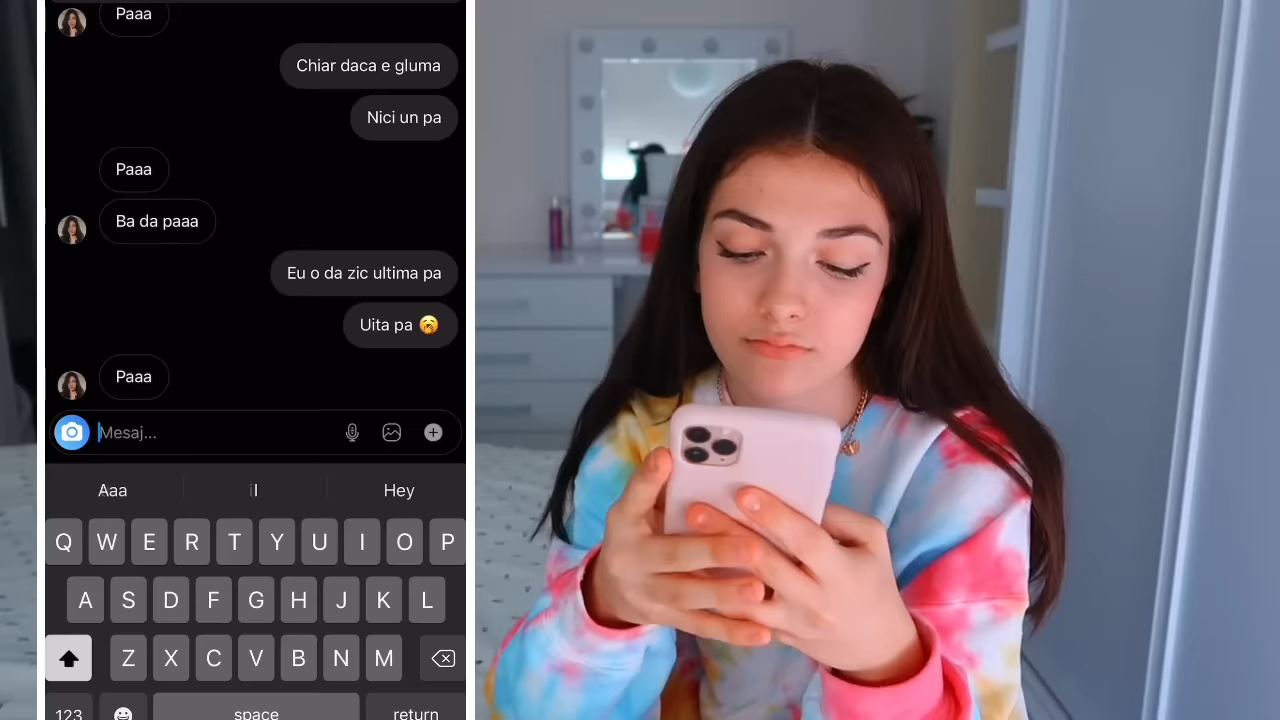 Paaa
Chiar daca e gluma
Nici un pa
Paaa
Ba da paaa
Eu o da zic ultima pa
Uita pa 🥱
Paaa
Mesaj...
Aaa
il
Hey
Q W E R T Y U I O P
A S D F G H J K L
Z X C V B N M
123
space
return